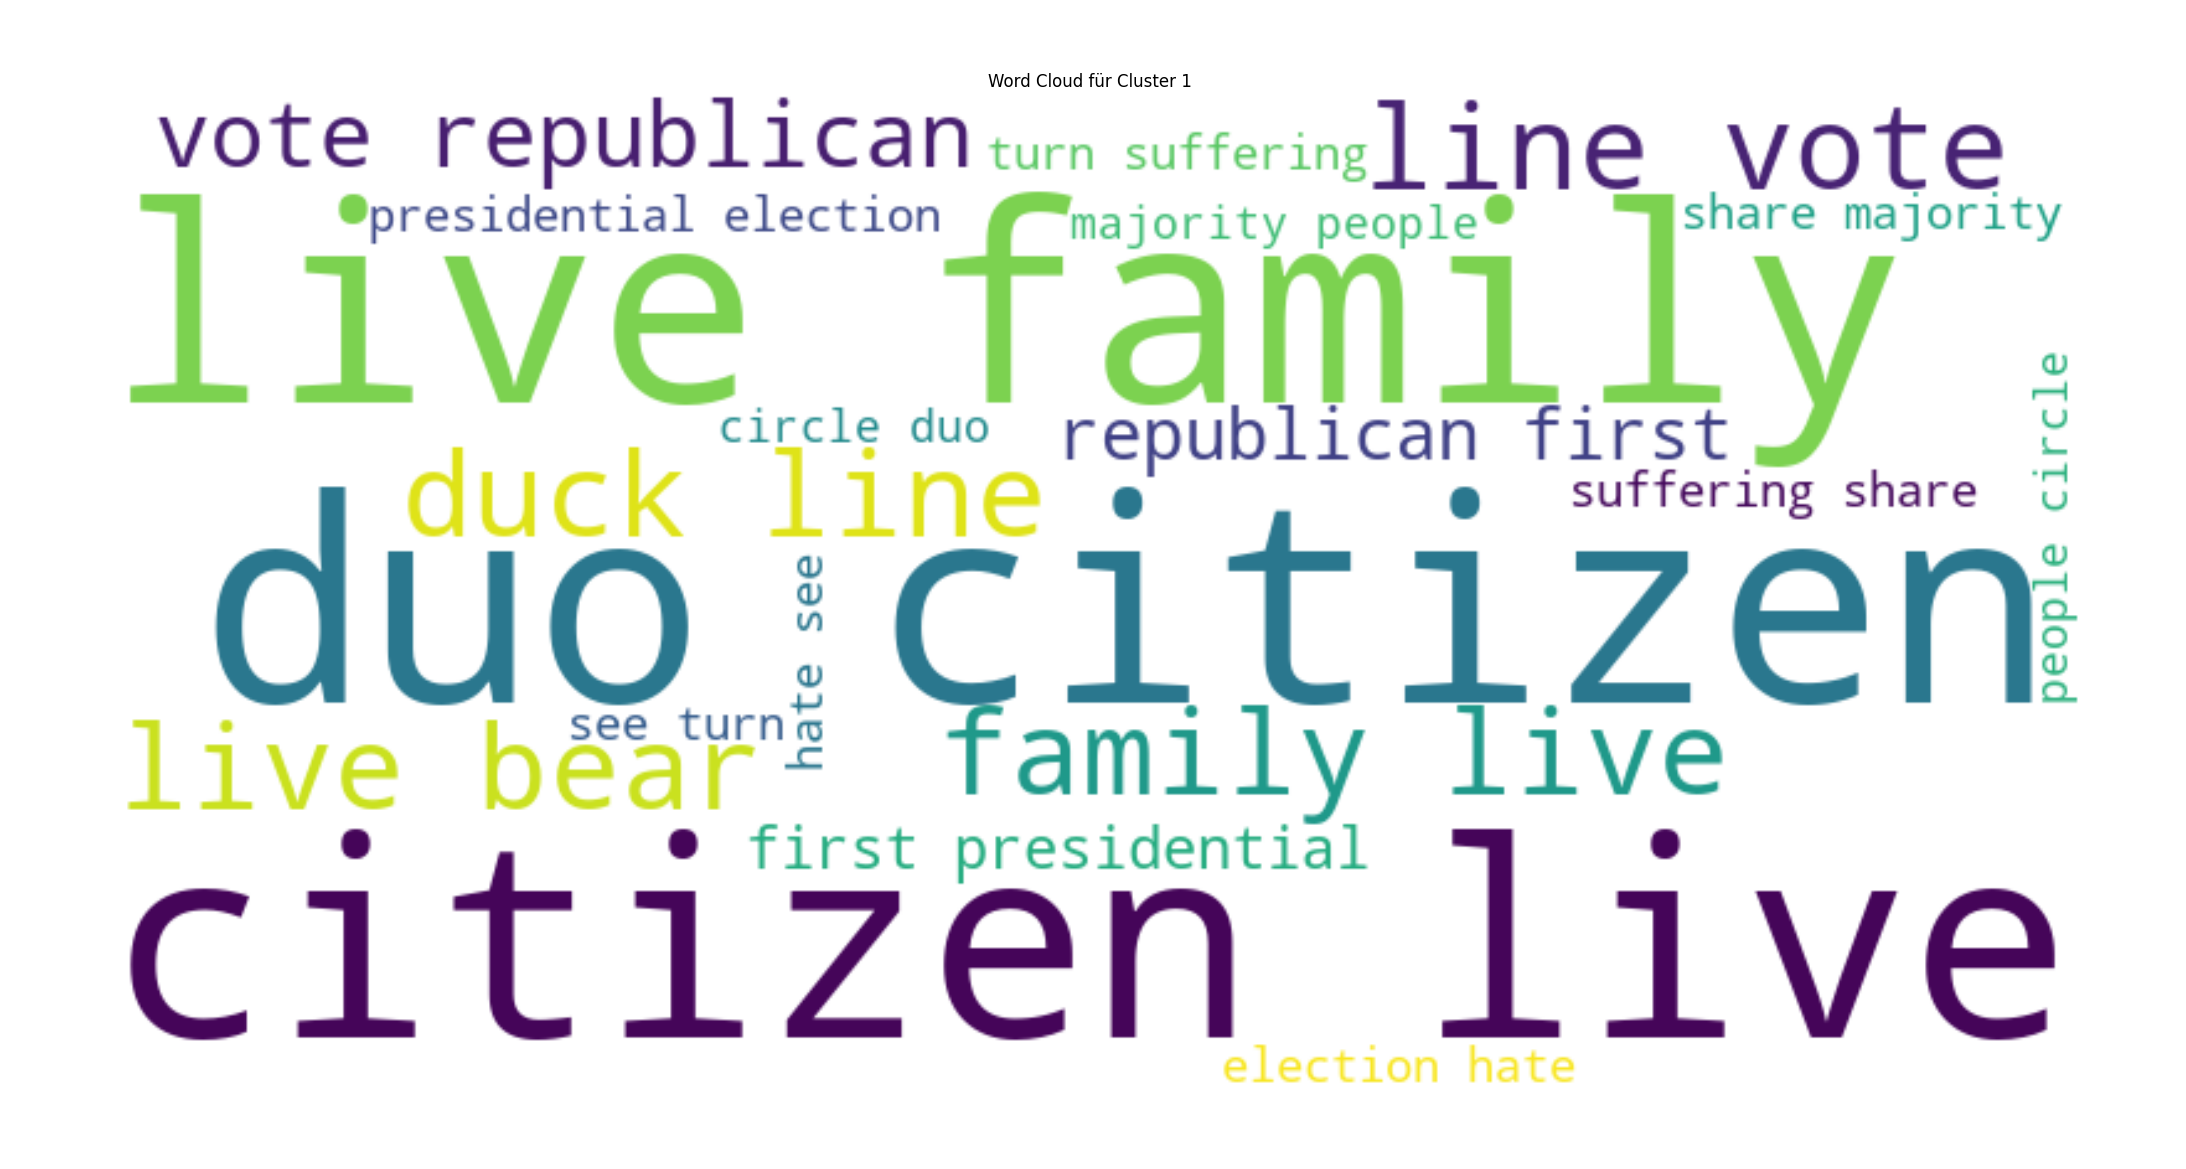 Word Cloud für Cluster 1
vote republican
turn suffering
line vote
presidential election
majority people
share majority
live family
circle duo
republican first
people circle
duck line
suffering share
duo citizen
hate see
see turn
live bear
family live
first presidential
citizen live
election hate